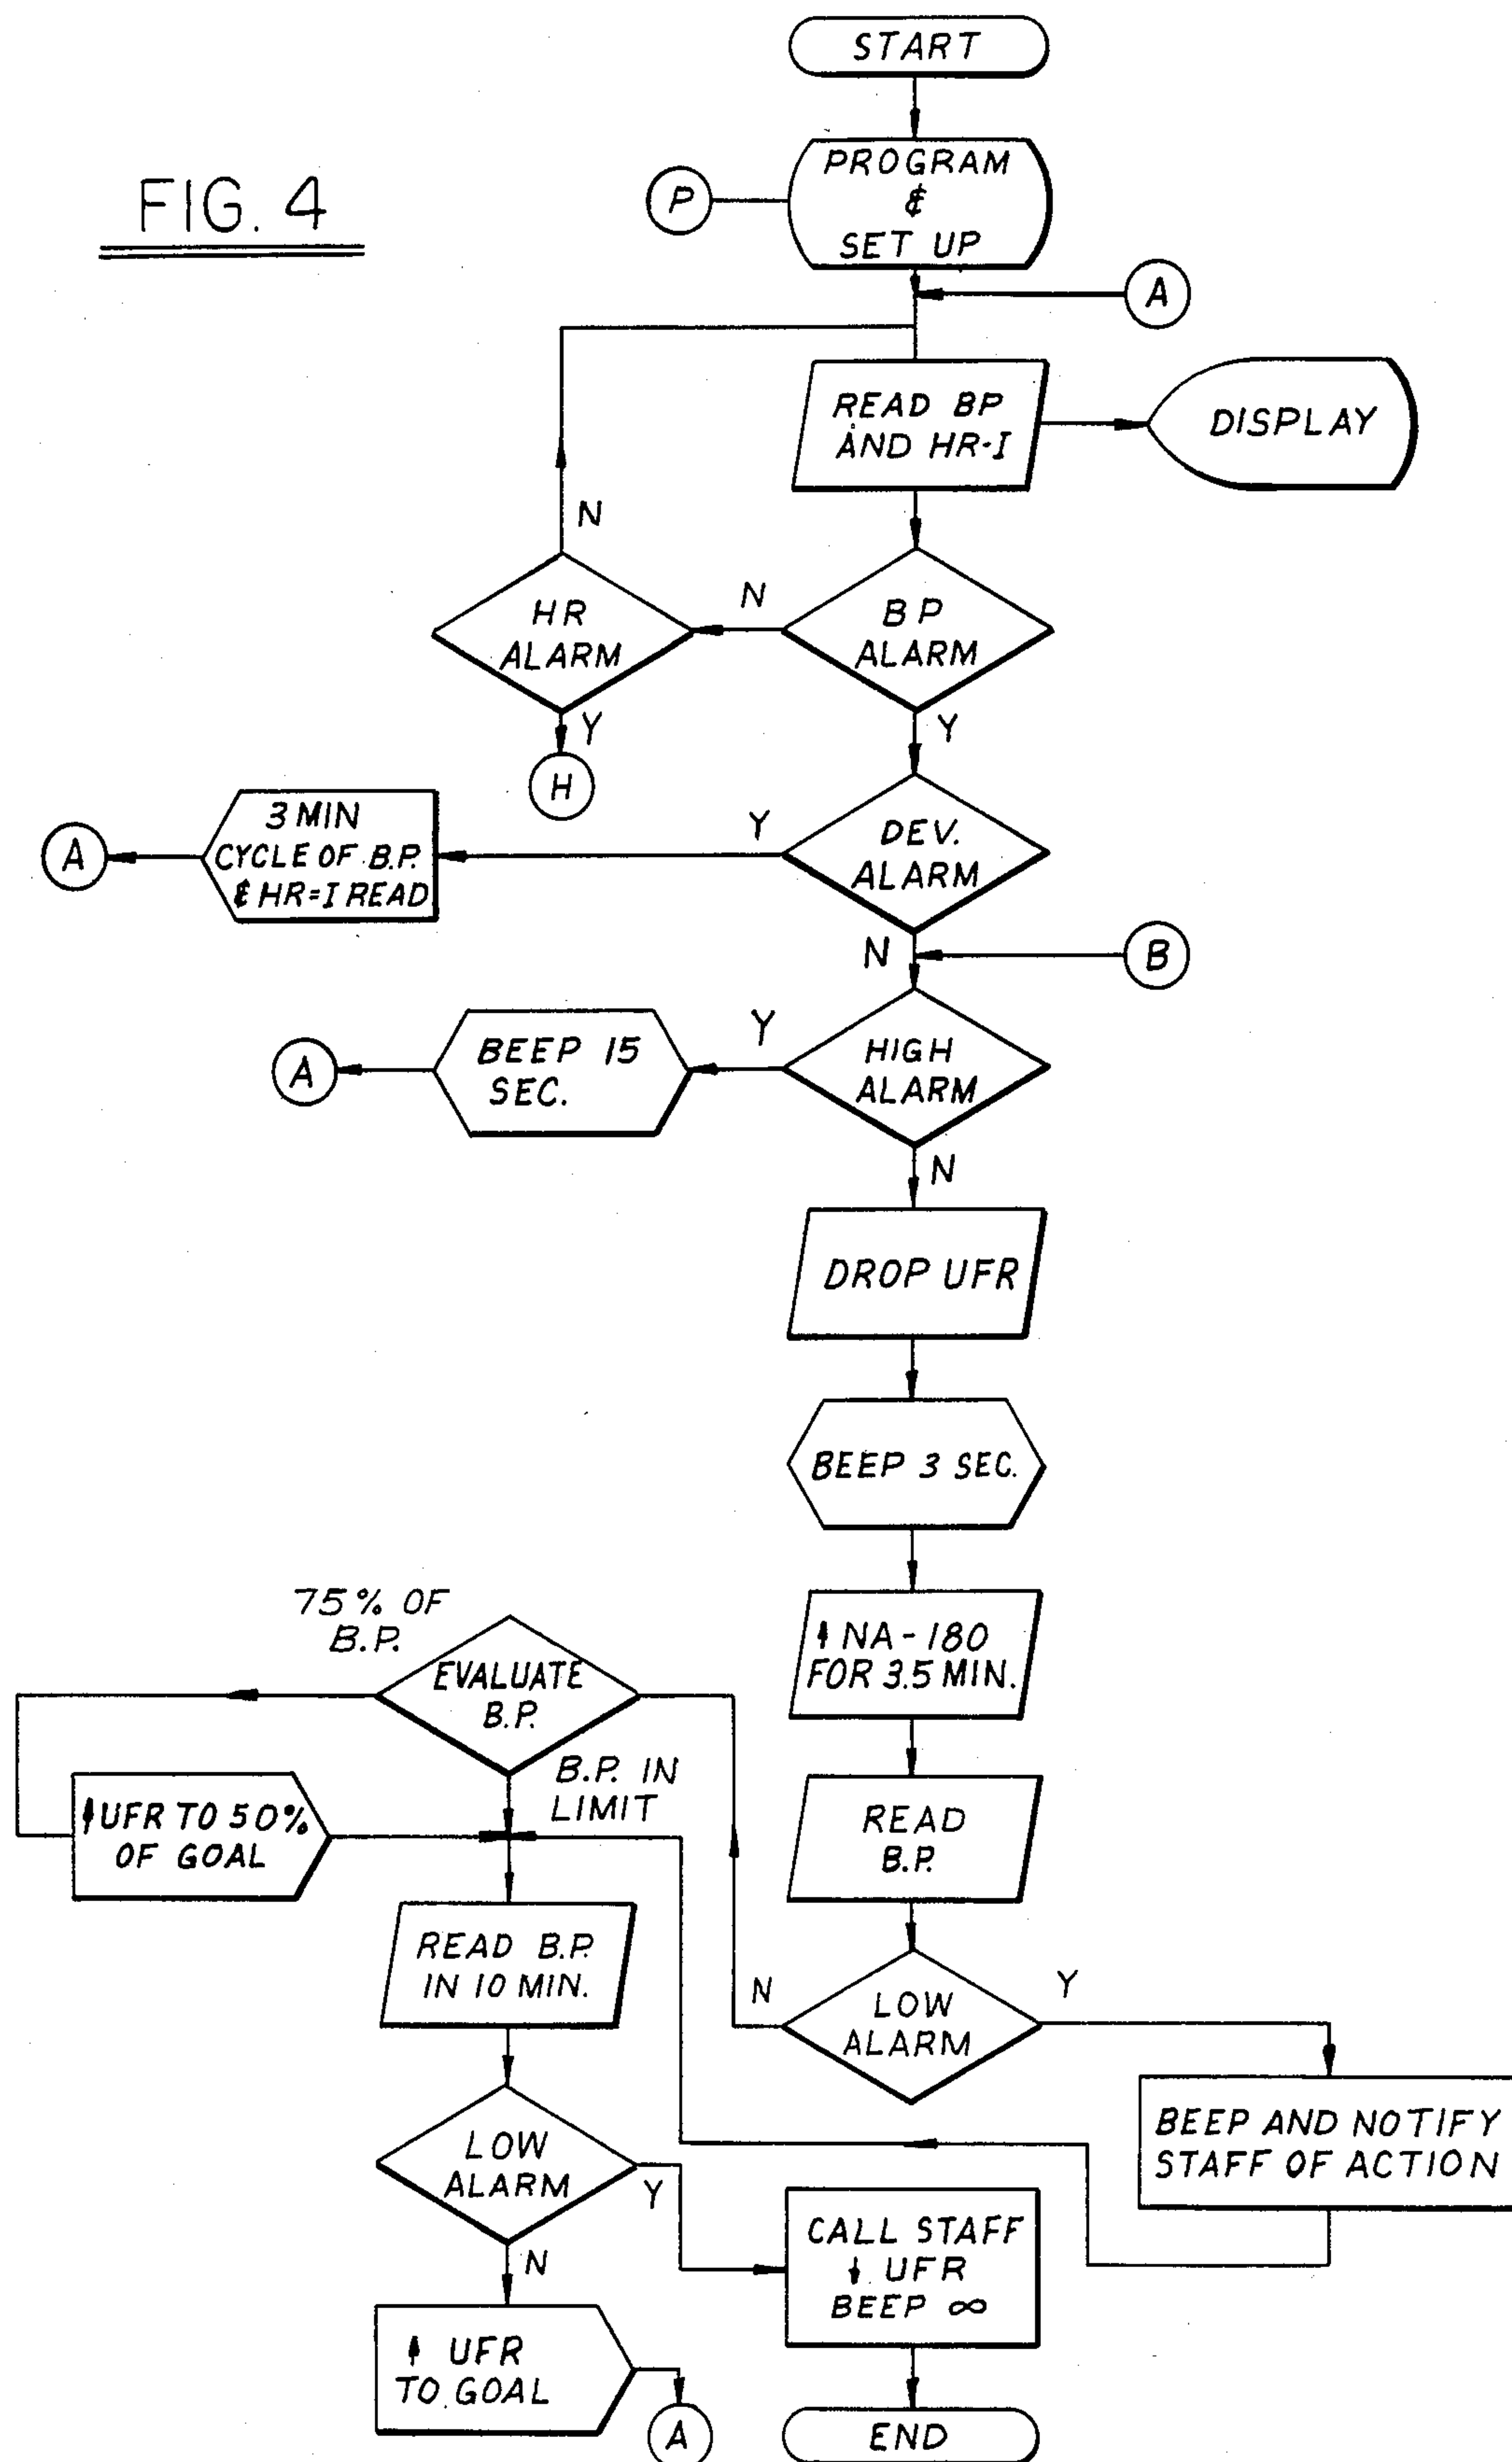 START
FIG. 4
PROGRAM
&
SET UP
P
A
READ BP
AND HR-I
DISPLAY
N
HR
ALARM
N
BP
ALARM
Y
Y
H
3 MIN
CYCLE OF B.P.
& HR=I READ
A
Y
DEV.
ALARM
N
B
BEEP 15
SEC.
A
Y
HIGH
ALARM
N
DROP UFR
BEEP 3 SEC.
75% OF
B.P.
EVALUATE
B.P.
↑ NA-180
FOR 3.5 MIN.
B.P. IN
LIMIT
↑ UFR TO 50%
OF GOAL
READ
B.P.
READ B.P.
IN 10 MIN.
N
LOW
ALARM
Y
BEEP AND NOTIFY
STAFF OF ACTION
LOW
ALARM
Y
N
CALL STAFF
↓ UFR
BEEP ∞
↑ UFR
TO GOAL
A
END